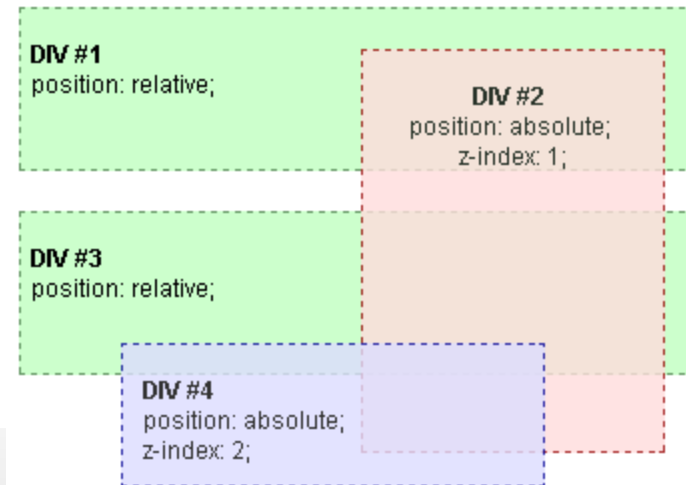 DIV #1
position: relative;
DIV #2
position: absolute;
z-index: 1;
DIV #3
position: relative;
DIV #4
position: absolute;
z-index: 2;